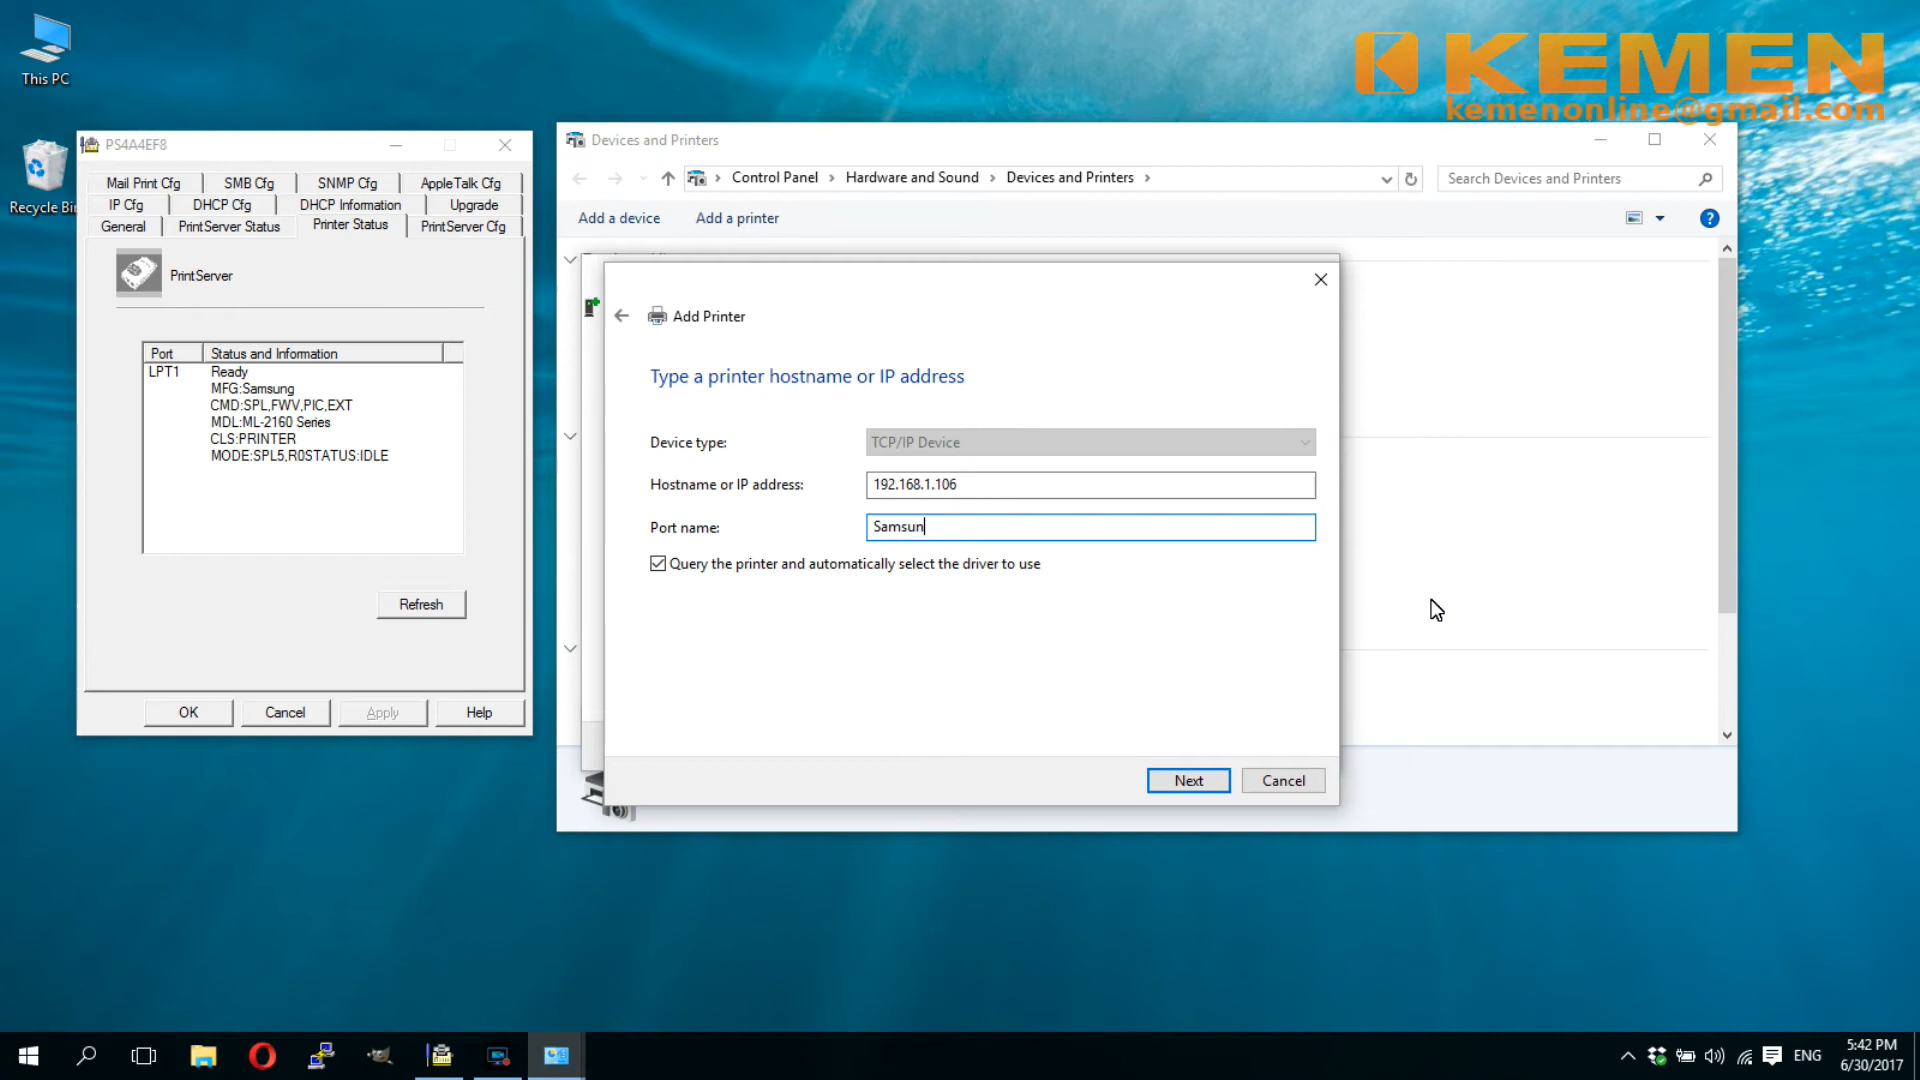 This PC
Recycle Bin
KEMEN
kemenonline@gmail.com
PS4A4EF8
Mail Print Cfg
SMB Cfg
SNMP Cfg
AppleTalk Cfg
IP Cfg
DHCP Cfg
DHCP Information
Upgrade
General
PrintServer Status
Printer Status
PrintServer Cfg
PrintServer
Port
Status and Information
LPT1
Ready
MFG:Samsung
CMD:SPL,FWV,PIC,EXT
MDL:ML-2160 Series
CLS:PRINTER
MODE:SPL5,R0STATUS:IDLE
Refresh
OK
Cancel
Apply
Help
Devices and Printers
Control Panel
Hardware and Sound
Devices and Printers
Search Devices and Printers
Add a device
Add a printer
Add Printer
Type a printer hostname or IP address
Device type:
TCP/IP Device
Hostname or IP address:
192.168.1.106
Port name:
Samsun
Query the printer and automatically select the driver to use
Next
Cancel
ENG
5:42 PM
6/30/2017